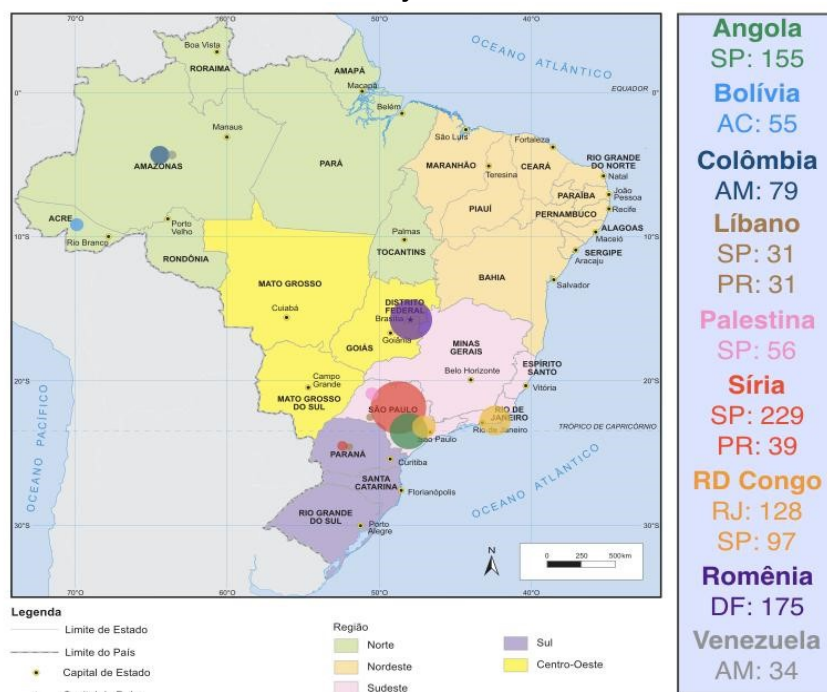 70°O
60°O
50°O
40°O
OCEANO ATLÂNTICO
Boa Vista
RORAIMA
AMAPÁ
Macapá
EQUADOR
0°
Belém
Manaus
São Luís
Fortaleza
AMAZONAS
PARÁ
MARANHÃO
CEARÁ
RIO GRANDE
DO NORTE
Natal
Teresina
PARAÍBA
João
Pessoa
PIAUÍ
PERNAMBUCO
Recife
ACRE
Porto
Velho
Rio Branco
ALAGOAS
Maceió
10°S
10°S
Palmas
TOCANTINS
SERGIPE
Aracaju
RONDÔNIA
MATO GROSSO
BAHIA
Salvador
DISTRITO
FEDERAL
Brasília
Cuiabá
Goiânia
GOIÁS
MINAS
GERAIS
Belo Horizonte
ESPÍRITO
SANTO
Vitória
Campo
Grande
MATO GROSSO
DO SUL
20°S
20°S
SÃO PAULO
RIO DE
JANEIRO
Rio de Janeiro
São Paulo
TRÓPICO DE CAPRICÓRNIO
PARANÁ
Curitiba
SANTA
CATARINA
Florianópolis
RIO GRANDE
DO SUL
Porto
Alegre
OCEANO PACÍFICO
OCEANO ATLÂNTICO
30°S
30°S
N
0 250 500km
70°O
60°O
50°O
40°O
Legenda
Limite de Estado
Limite do País
Capital de Estado
Região
Norte
Nordeste
Sudeste
Sul
Centro-Oeste
Angola
SP: 155
Bolívia
AC: 55
Colômbia
AM: 79
Líbano
SP: 31
PR: 31
Palestina
SP: 56
Síria
SP: 229
PR: 39
RD Congo
RJ: 128
SP: 97
Romênia
DF: 175
Venezuela
AM: 34